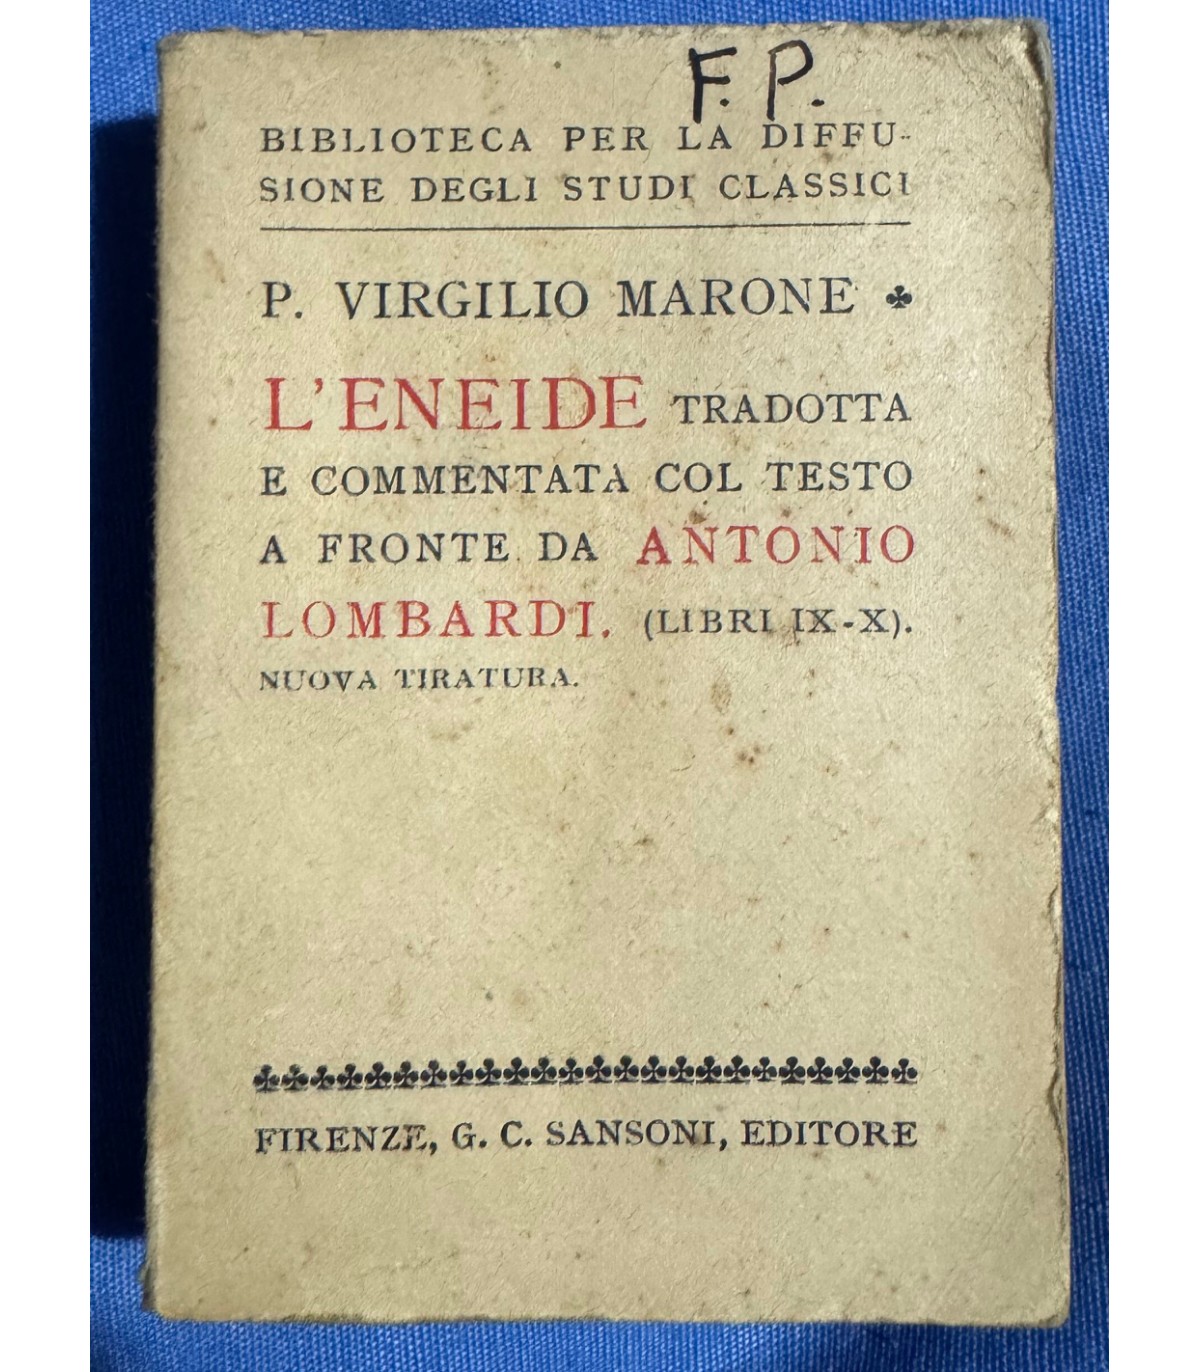 F. P.
BIBLIOTECA PER LA DIFFU-
SIONE DEGLI STUDI CLASSICI
P. VIRGILIO MARONE ♣
L'ENEIDE TRADOTTA
E COMMENTATA COL TESTO
A FRONTE DA ANTONIO
LOMBARDI. (LIBRI IX-X).
NUOVA TIRATURA.
FIRENZE, G. C. SANSONI, EDITORE